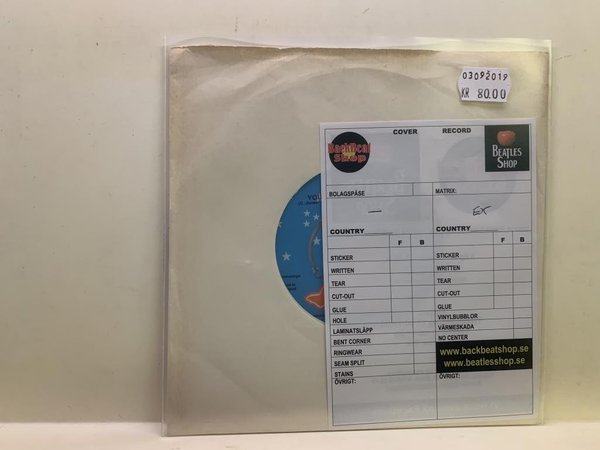 03092019
KR 80.00
COVER RECORD
BackBeat Shop
BEATLES SHOP
BOLAGSPÅSE MATRIX:
— EX
COUNTRY COUNTRY
F B F B
STICKER STICKER
WRITTEN WRITTEN
TEAR TEAR
CUT-OUT CUT-OUT
GLUE GLUE
HOLE VINYLBUBBLOR
LAMINATSLÄPP VÄRMESKADA
BENT CORNER NO CENTER
RINGWEAR www.backbeatshop.se
SEAM SPLIT www.beatlesshop.se
STAINS
ÖVRIGT: ÖVRIGT:
YOU